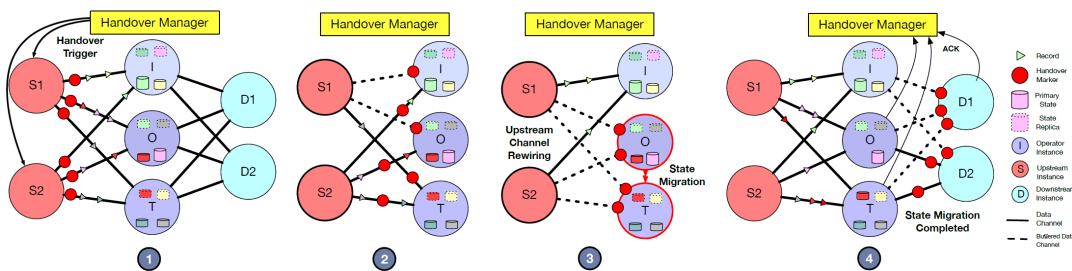 Handover Manager
Handover
Trigger
S1
S2
I
O
T
D1
D2
1
Handover Manager
S1
S2
I
O
T
2
Handover Manager
S1
S2
Upstream
Channel
Rewiring
I
O
State
Migration
T
3
Handover Manager
ACK
S1
S2
I
O
T
D1
D2
State Migration
Completed
4
Record
Handover
Marker
Primary
State
State
Replica
I
Operator
Instance
S
Upstream
Instance
D
Downstream
Instance
Data
Channel
Channel